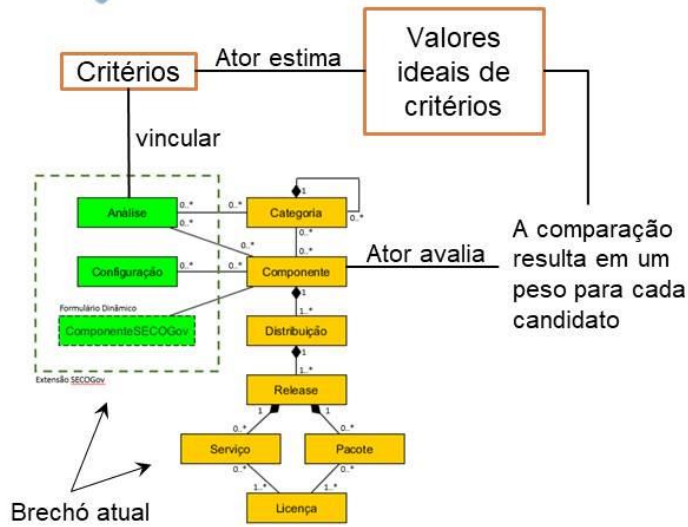 Critérios
Ator estima
Valores
ideais de
critérios
vincular
Análise
0..*
0..*
0..*
Categoria
1
0..*
0..*
0..*
0..*
Configuração
0..*
0..*
Componente
1
Ator avalia
A comparação
resulta em um
peso para cada
candidato
Formulário Dinâmico
ComponenteSECOGov
Extensão SECOGov
1..*
Distribuição
1
1..*
Release
1
1
0..*
0..*
Serviço
Pacote
0..*
0..*
1..*
1..*
Licença
Brechó atual